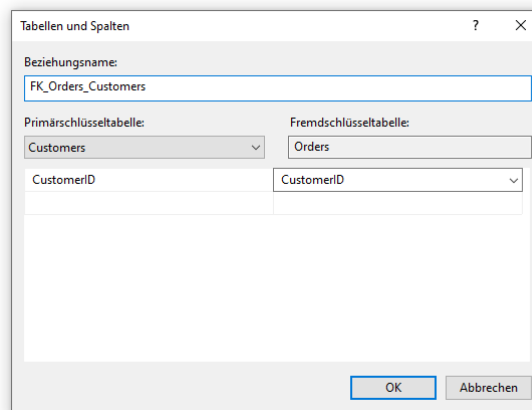 Tabellen und Spalten
Beziehungsname:
FK_Orders_Customers
Primärschlüsseltabelle: Fremdschlüsseltabelle:
Customers Orders
CustomerID CustomerID
OK Abbrechen